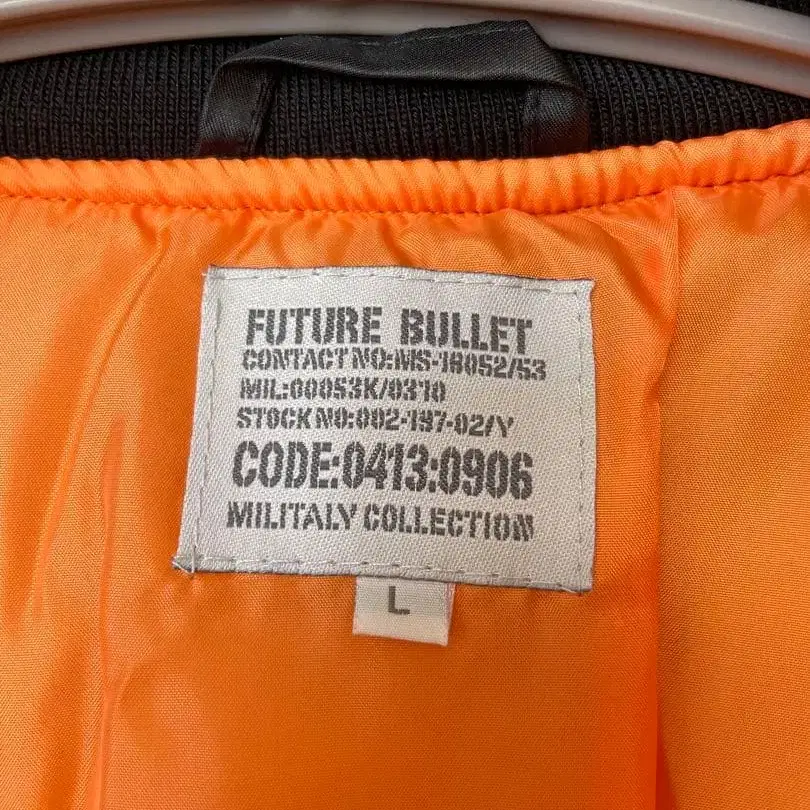 FUTURE BULLET
CONTACT NO:MS-18052/53
MIL:00053K/0370
STOCK NO:002-197-02/Y
CODE:0413:0906
MILITALY COLLECTION
L